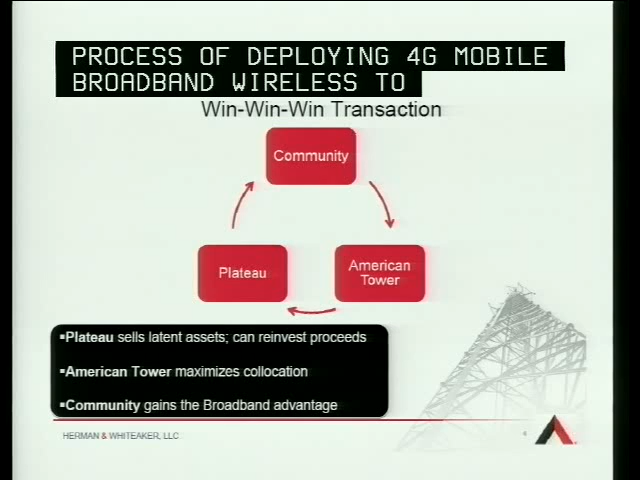 PROCESS OF DEPLOYING 4G MOBILE
BROADBAND WIRELESS TO
Win-Win-Win Transaction
Community
Plateau
American
Tower
▪Plateau sells latent assets; can reinvest proceeds
▪American Tower maximizes collocation
▪Community gains the Broadband advantage
HERMAN & WHITEAKER, LLC